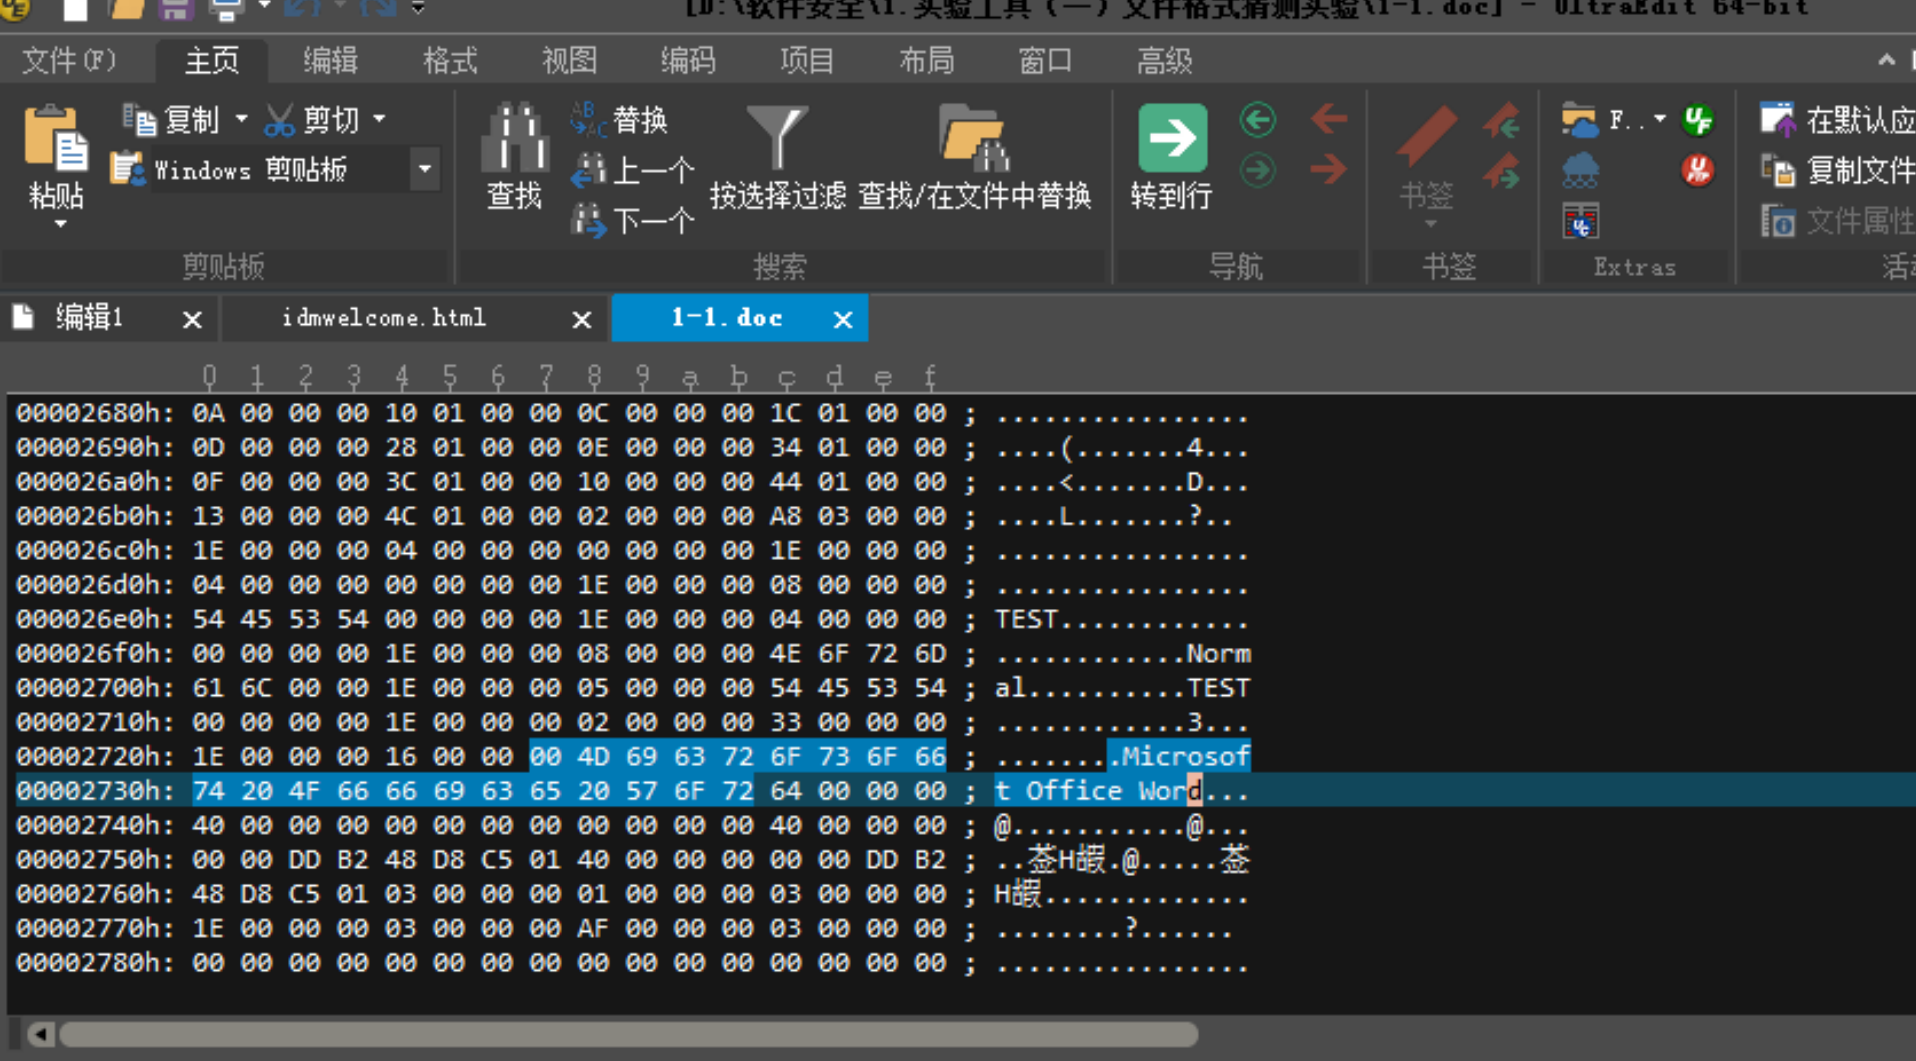 [D:\软件安全\1.实验工具（一）文件格式猜测实验\1-1.doc] - UltraEdit 64-bit
文件(F) 主页 编辑 格式 视图 编码 项目 布局 窗口 高级
粘贴 复制 剪切 Windows 剪贴板
剪贴板
查找 替换 上一个 下一个 按选择过滤 查找/在文件中替换
搜索
转到行
导航
书签
书签
F..
Extras
在默认应
复制文件
文件属性
编辑1 idmwelcome.html 1-1.doc
0 1 2 3 4 5 6 7 8 9 a b c d e f
00002680h: 0A 00 00 00 10 01 00 00 0C 00 00 00 1C 01 00 00 ; ................
00002690h: 0D 00 00 00 28 01 00 00 0E 00 00 00 34 01 00 00 ; ....(.......4...
000026a0h: 0F 00 00 00 3C 01 00 00 10 00 00 00 44 01 00 00 ; ....<.......D...
000026b0h: 13 00 00 00 4C 01 00 00 02 00 00 00 A8 03 00 00 ; ....L.......?..
000026c0h: 1E 00 00 00 04 00 00 00 00 00 00 00 1E 00 00 00 ; ................
000026d0h: 04 00 00 00 00 00 00 00 1E 00 00 00 08 00 00 00 ; ................
000026e0h: 54 45 53 54 00 00 00 00 1E 00 00 00 04 00 00 00 ; TEST............
000026f0h: 00 00 00 00 1E 00 00 00 08 00 00 00 4E 6F 72 6D ; ............Norm
00002700h: 61 6C 00 00 1E 00 00 00 05 00 00 00 54 45 53 54 ; al..........TEST
00002710h: 00 00 00 00 1E 00 00 00 02 00 00 00 33 00 00 00 ; ............3...
00002720h: 1E 00 00 00 16 00 00 00 4D 69 63 72 6F 73 6F 66 ; ........Microsof
00002730h: 74 20 4F 66 66 69 63 65 20 57 6F 72 64 00 00 00 ; t Office Word...
00002740h: 40 00 00 00 00 00 00 00 00 00 00 00 40 00 00 00 ; @...........@...
00002750h: 00 00 DD B2 48 D8 C5 01 40 00 00 00 00 00 DD B2 ; ..莶H嘏.@.....莶
00002760h: 48 D8 C5 01 03 00 00 00 01 00 00 00 03 00 00 00 ; H嘏.............
00002770h: 1E 00 00 00 03 00 00 00 AF 00 00 00 03 00 00 00 ; ........?......
00002780h: 00 00 00 00 00 00 00 00 00 00 00 00 00 00 00 00 ; ................